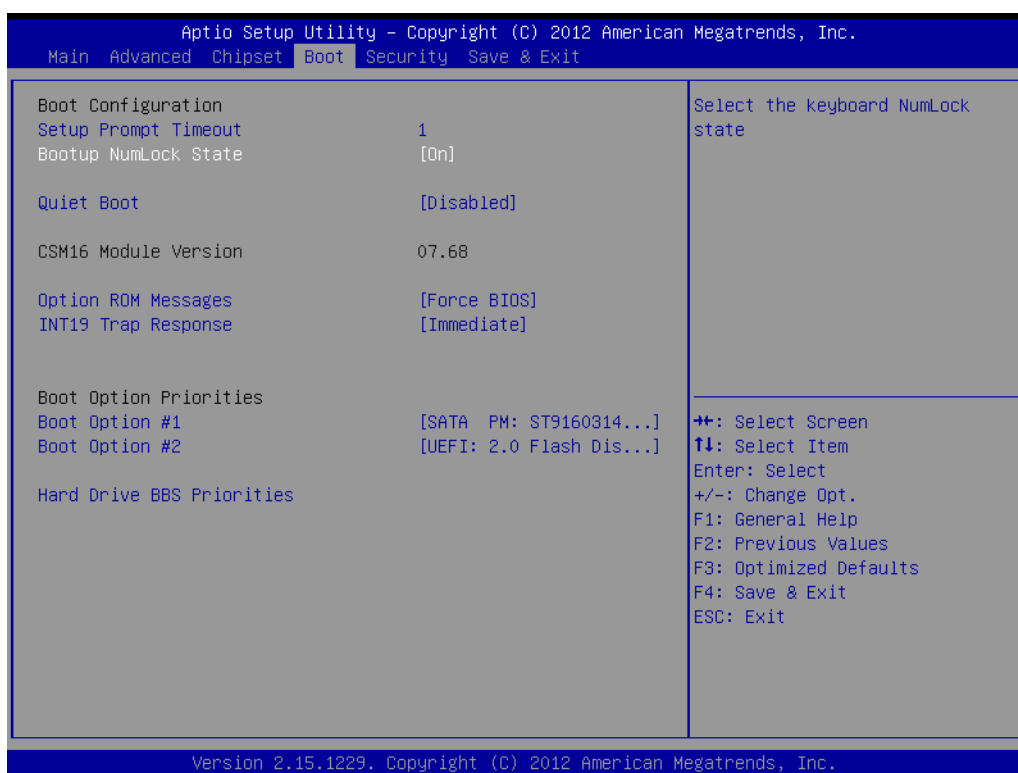 Aptio Setup Utility – Copyright (C) 2012 American Megatrends, Inc.
Main Advanced Chipset Boot Security Save & Exit
Boot Configuration
Setup Prompt Timeout 1
Bootup NumLock State [On]
Quiet Boot [Disabled]
CSM16 Module Version 07.68
Option ROM Messages [Force BIOS]
INT19 Trap Response [Immediate]
Boot Option Priorities
Boot Option #1 [SATA PM: ST9160314...]
Boot Option #2 [UEFI: 2.0 Flash Dis...]
Hard Drive BBS Priorities
Select the keyboard NumLock
state
→←: Select Screen
↑↓: Select Item
Enter: Select
+/-: Change Opt.
F1: General Help
F2: Previous Values
F3: Optimized Defaults
F4: Save & Exit
ESC: Exit
Version 2.15.1229. Copyright (C) 2012 American Megatrends, Inc.